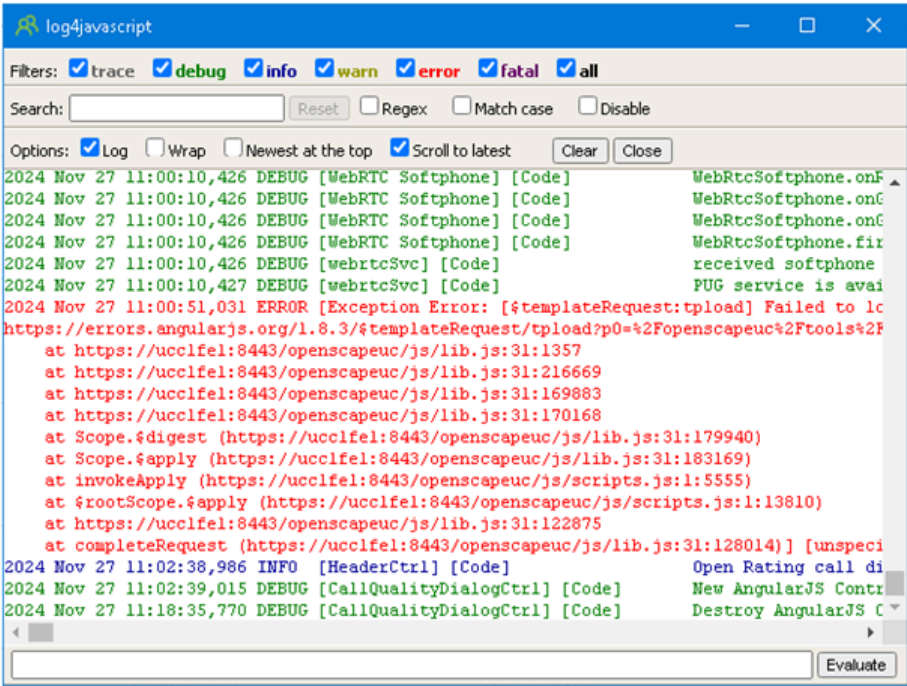 log4javascript
Filters: trace debug info warn error fatal all
Search: Reset Regex Match case Disable
Options: Log Wrap Newest at the top Scroll to latest Clear Close
2024 Nov 27 11:00:10,426 DEBUG [WebRTC Softphone] [Code] WebRtcSoftphone.onR
2024 Nov 27 11:00:10,426 DEBUG [WebRTC Softphone] [Code] WebRtcSoftphone.onG
2024 Nov 27 11:00:10,426 DEBUG [WebRTC Softphone] [Code] WebRtcSoftphone.onG
2024 Nov 27 11:00:10,426 DEBUG [WebRTC Softphone] [Code] WebRtcSoftphone.fir
2024 Nov 27 11:00:10,426 DEBUG [webrtcSvc] [Code] received softphone
2024 Nov 27 11:00:10,427 DEBUG [webrtcSvc] [Code] PUG service is avai
2024 Nov 27 11:00:51,031 ERROR [Exception Error: [$templateRequest:tpload] Failed to lo
https://errors.angularjs.org/1.8.3/$templateRequest/tpload?p0=%2Fopenscapeuc%2Ftools%2F
at https://ucclfe1:8443/openscapeuc/js/lib.js:31:1357
at https://ucclfe1:8443/openscapeuc/js/lib.js:31:216669
at https://ucclfe1:8443/openscapeuc/js/lib.js:31:169883
at https://ucclfe1:8443/openscapeuc/js/lib.js:31:170168
at Scope.$digest (https://ucclfe1:8443/openscapeuc/js/lib.js:31:179940)
at Scope.$apply (https://ucclfe1:8443/openscapeuc/js/lib.js:31:183169)
at invokeApply (https://ucclfe1:8443/openscapeuc/js/scripts.js:1:5555)
at $rootScope.$apply (https://ucclfe1:8443/openscapeuc/js/scripts.js:1:13810)
at https://ucclfe1:8443/openscapeuc/js/lib.js:31:122875
at completeRequest (https://ucclfe1:8443/openscapeuc/js/lib.js:31:128014)] [unspeci
2024 Nov 27 11:02:38,986 INFO [HeaderCtrl] [Code] Open Rating call di
2024 Nov 27 11:02:39,015 DEBUG [CallQualityDialogCtrl] [Code] New AngularJS Contr
2024 Nov 27 11:18:35,770 DEBUG [CallQualityDialogCtrl] [Code] Destroy AngularJS C
Evaluate